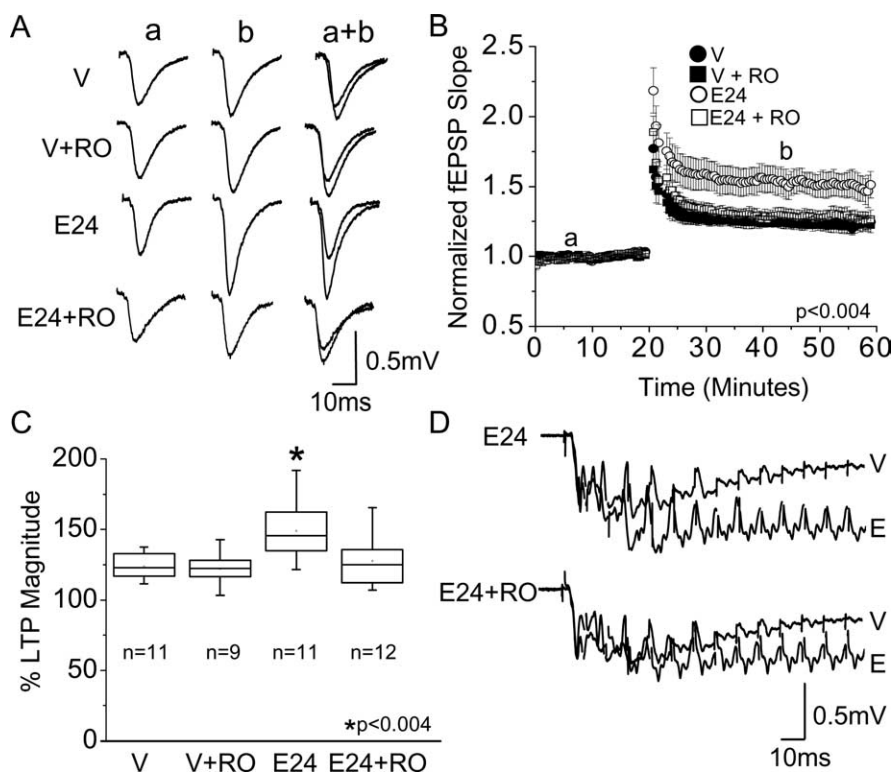 A
a b a+b
V
V+RO
E24
E24+RO
0.5mV
10ms
B
Normalized fEPSP Slope
2.5
2.0
1.5
1.0
0.5
V
V + RO
E24
E24 + RO
a
b
p<0.004
0 10 20 30 40 50 60
Time (Minutes)
C
% LTP Magnitude
200
150
100
50
0
*
n=11 n=9 n=11 n=12
*p<0.004
V V+RO E24 E24+RO
D
E24
V
E
E24+RO
V
E
0.5mV
10ms